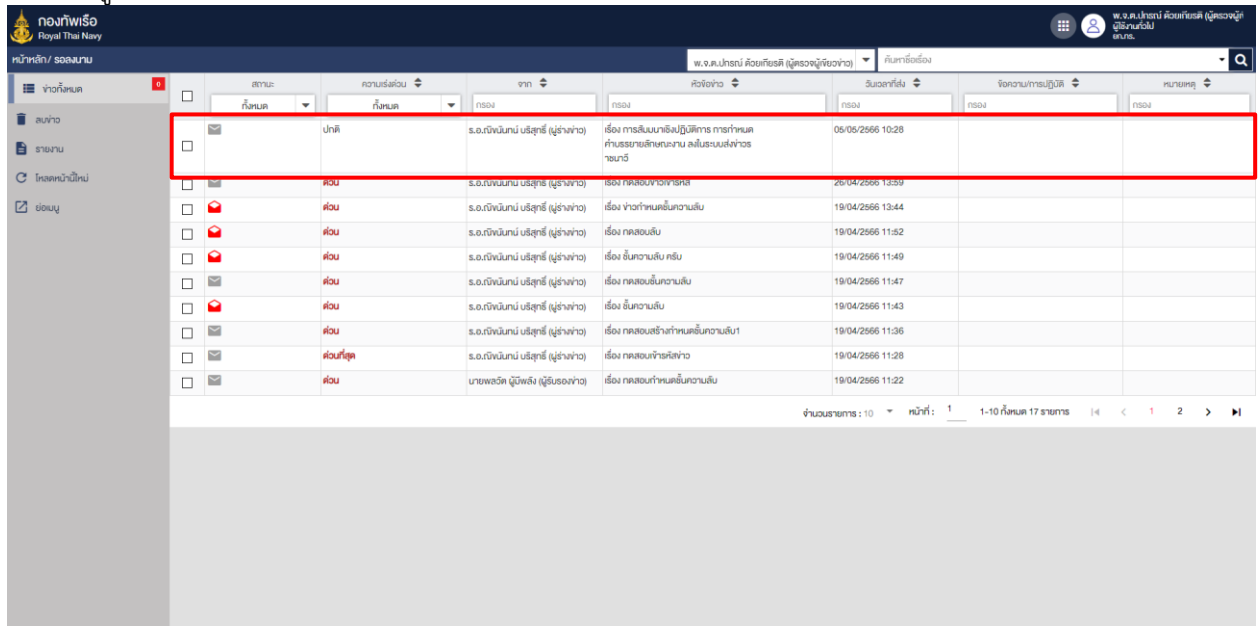 กองทัพเรือ
Royal Thai Navy
พ.จ.ต.ปกรณ์ ด้วยเกียรติ (ผู้ตรวจผู้เ
ผู้ใช้งานทั่วไป
ยก.ทร.
หน้าหลัก/ รอลงนาม
พ.จ.ต.ปกรณ์ ด้วยเกียรติ (ผู้ตรวจผู้เขียวข่าว)
ค้นหาชื่อเรื่อง
ข่าวทั้งหมด
0
ลบข่าว
รายงาน
โหลดหน้านี้ใหม่
ย่อเมนู
สถานะ ความเร่งด่วน จาก หัวข้อข่าว วันเวลาที่ส่ง ข้อความ/การปฏิบัติ หมายเหตุ
ทั้งหมด ทั้งหมด กรอง กรอง กรอง กรอง กรอง
ปกติ ร.อ.ณิชนันทน์ บริสุทธิ์ (ผู้ร่างข่าว) เรื่อง การสัมมนาเชิงปฏิบัติการ การกำหนด 05/05/2566 10:28
คำบรรยายลักษณะงาน ลงในระบบส่งข่าวร
าชนาวี
ด่วน ร.อ.ณิชนันทน์ บริสุทธิ์ (ผู้ร่างข่าว) เรื่อง ทดสอบข่าวเข้ารหัส 26/04/2566 13:59
ด่วน ร.อ.ณิชนันทน์ บริสุทธิ์ (ผู้ร่างข่าว) เรื่อง ข่าวกำหนดชั้นความลับ 19/04/2566 13:44
ด่วน ร.อ.ณิชนันทน์ บริสุทธิ์ (ผู้ร่างข่าว) เรื่อง ทดสอบลับ 19/04/2566 11:52
ด่วน ร.อ.ณิชนันทน์ บริสุทธิ์ (ผู้ร่างข่าว) เรื่อง ชั้นความลับ ครับ 19/04/2566 11:49
ด่วน ร.อ.ณิชนันทน์ บริสุทธิ์ (ผู้ร่างข่าว) เรื่อง ทดสอบชั้นความลับ 19/04/2566 11:47
ด่วน ร.อ.ณิชนันทน์ บริสุทธิ์ (ผู้ร่างข่าว) เรื่อง ชั้นความลับ 19/04/2566 11:43
ด่วน ร.อ.ณิชนันทน์ บริสุทธิ์ (ผู้ร่างข่าว) เรื่อง ทดสอบสร้างกำหนดชั้นความลับ1 19/04/2566 11:36
ด่วนที่สุด ร.อ.ณิชนันทน์ บริสุทธิ์ (ผู้ร่างข่าว) เรื่อง ทดสอบเข้ารหัสข่าว 19/04/2566 11:28
ด่วน นายพลวัต ผู้มีพลัง (ผู้รับรองข่าว) เรื่อง ทดสอบกำหนดชั้นความลับ 19/04/2566 11:22
จำนวนรายการ : 10 หน้าที่ : 1 1-10 ทั้งหมด 17 รายการ 1 2